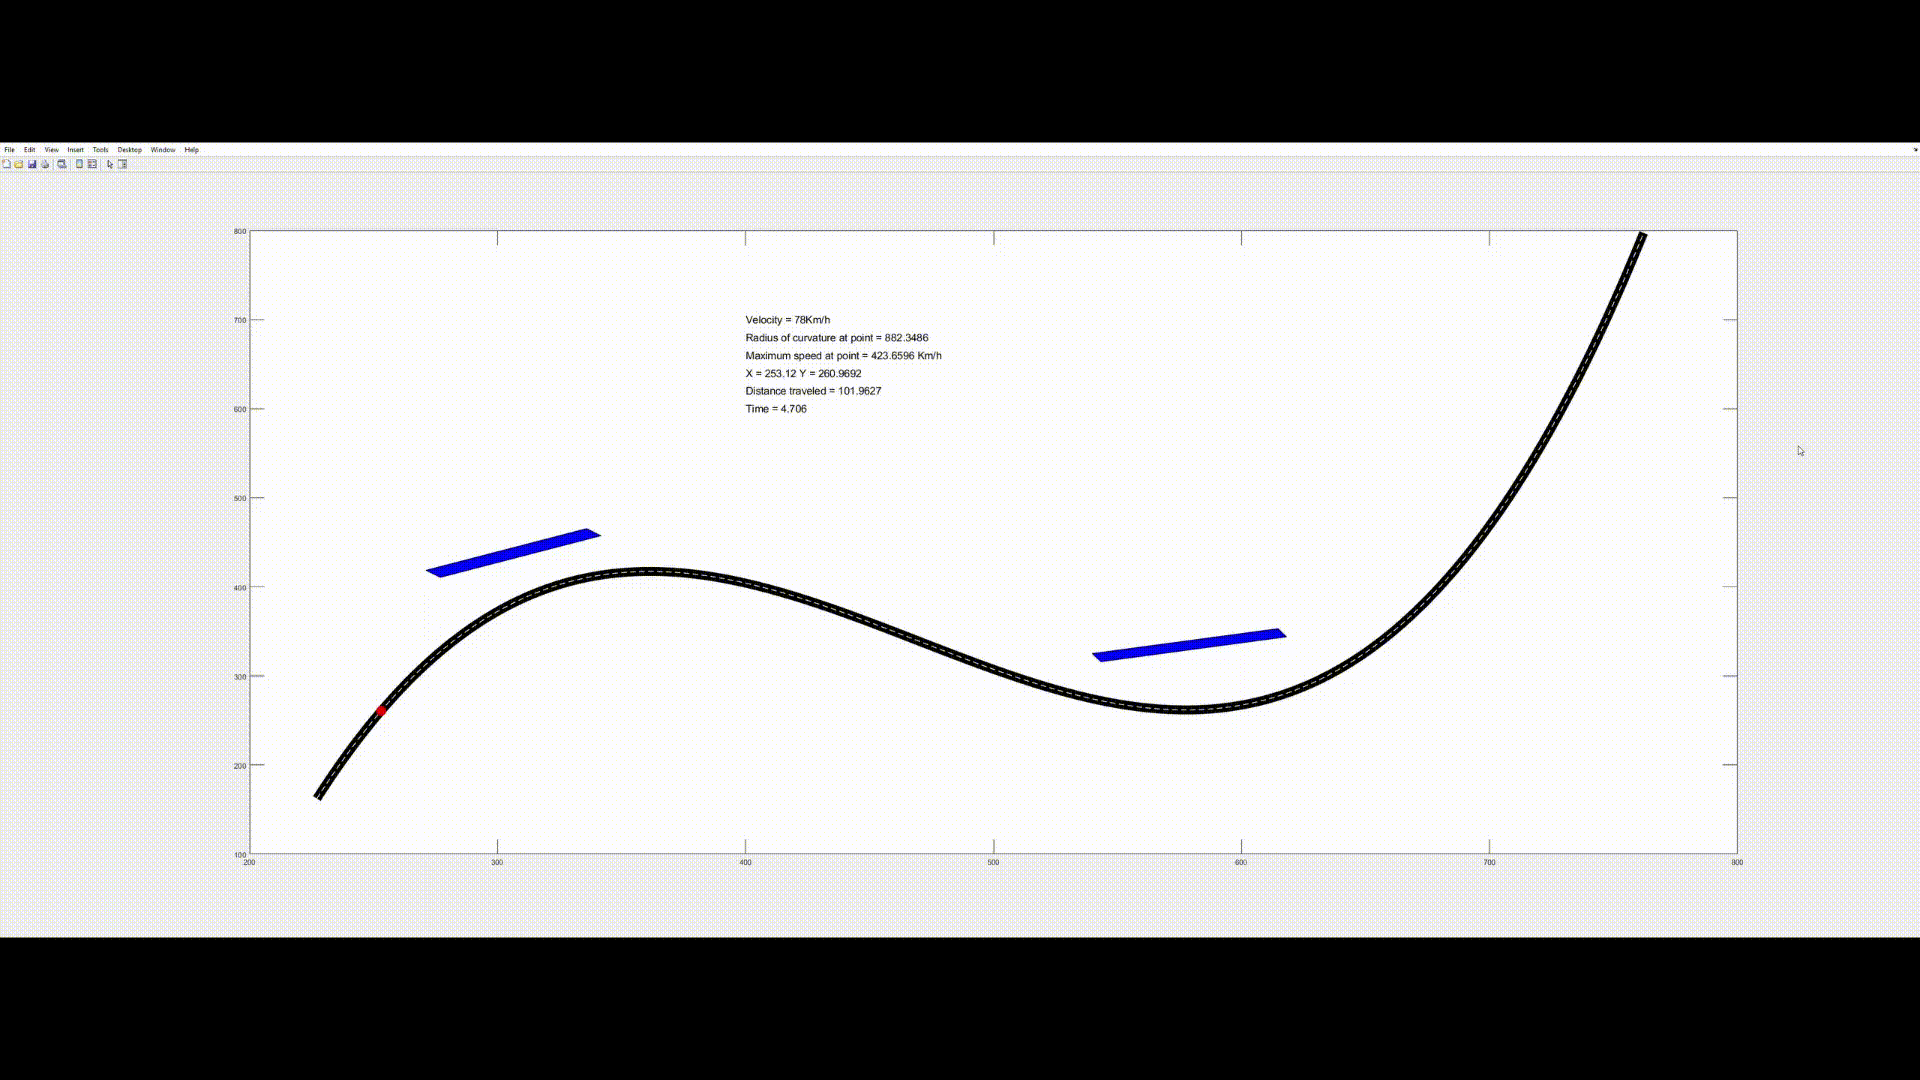 File Edit View Insert Tools Desktop Window Help
800
700
600
500
400
300
200
100
Velocity = 78Km/h
Radius of curvature at point = 882.3486
Maximum speed at point = 423.6596 Km/h
X = 253.12 Y = 260.9692
Distance traveled = 101.9627
Time = 4.706
200 300 400 500 600 700 800